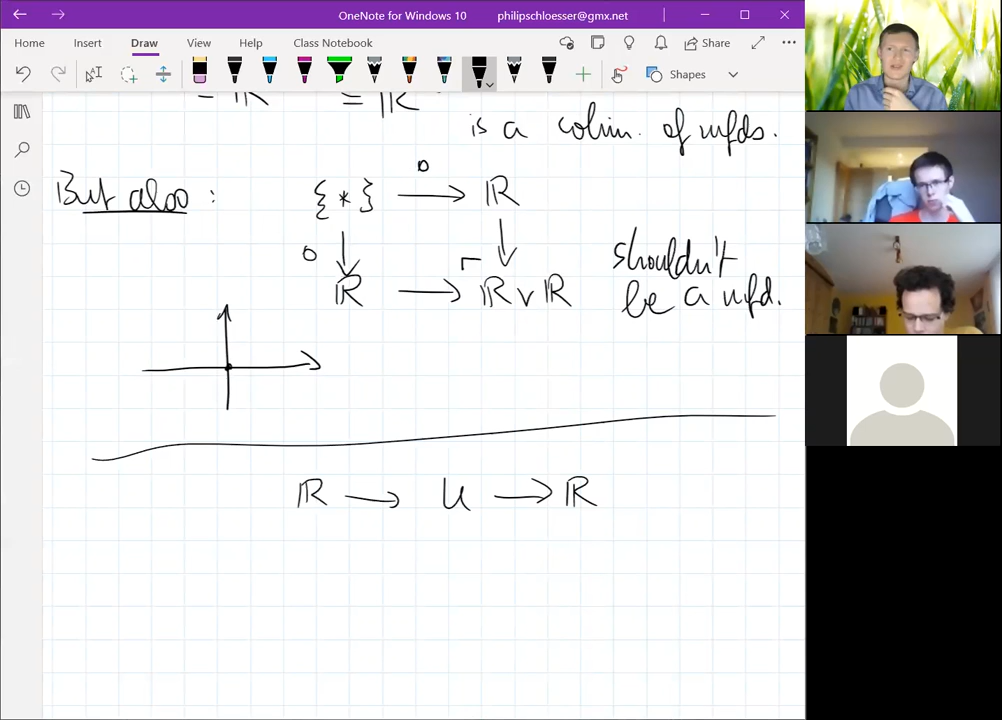 OneNote for Windows 10 philipschloesser@gmx.net
Home Insert Draw View Help Class Notebook Share
Shapes
= ℝ ≅ ℝ
is a colim. of mfds.
But also : {*} ⟶ ℝ
0
0
shouldn't
ℝ ⟶ ℝ ∨ ℝ be a mfd.
ℝ ⟶ U ⟶ ℝ